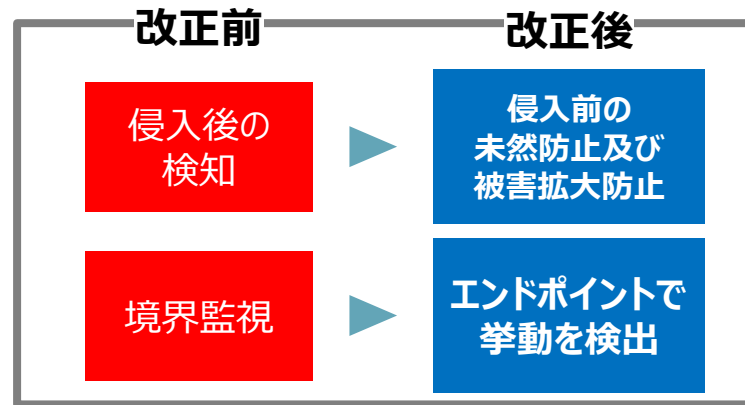 改正前
改正後
侵入後の
検知
侵入前の
未然防止及び
被害拡大防止
境界監視
エンドポイントで
挙動を検出